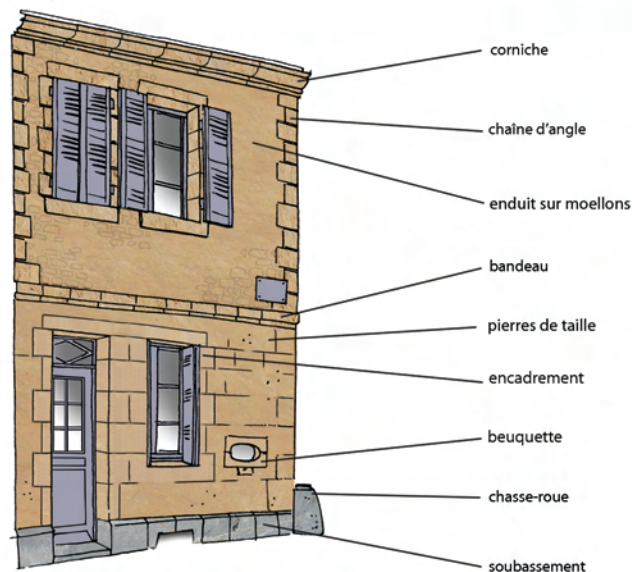 corniche
chaîne d'angle
enduit sur moellons
bandeau
pierres de taille
encadrement
beuquette
chasse-roue
soubassement